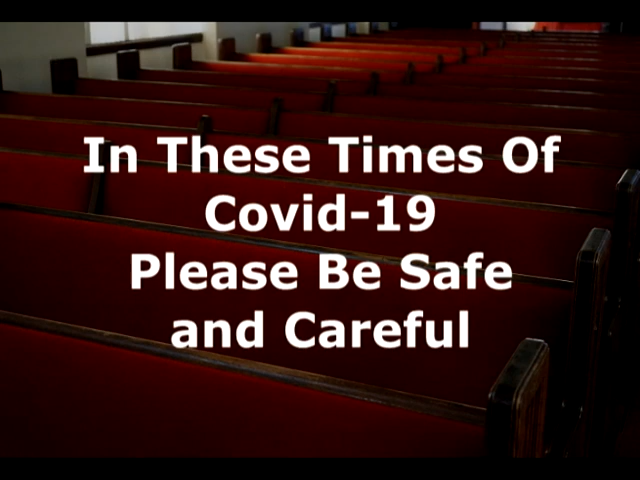 In These Times Of
Covid-19
Please Be Safe
and Careful